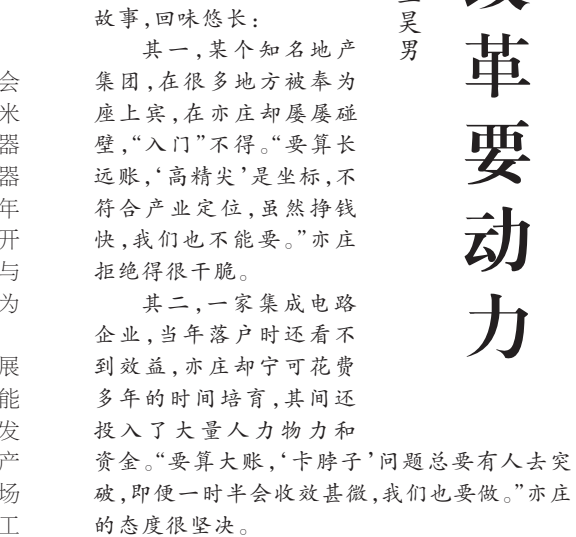 改革要动力
王昊男
故事，回味悠长：
其一，某个知名地产
集团，在很多地方被奉为
座上宾，在亦庄却屡屡碰
壁，“入门”不得。“要算长
远账，‘高精尖’是坐标，不
符合产业定位，虽然挣钱
快，我们也不能要。”亦庄
拒绝得很干脆。
其二，一家集成电路
企业，当年落户时还看不
到效益，亦庄却宁可花费
多年的时间培育，其间还
投入了大量人力物力和
资金。“要算大账，‘卡脖子’问题总要有人去突
破，即便一时半会收效甚微，我们也要做。”亦庄
的态度很坚决。
会
米
器
器
年
开
与
为
展
能
发
产
场
工